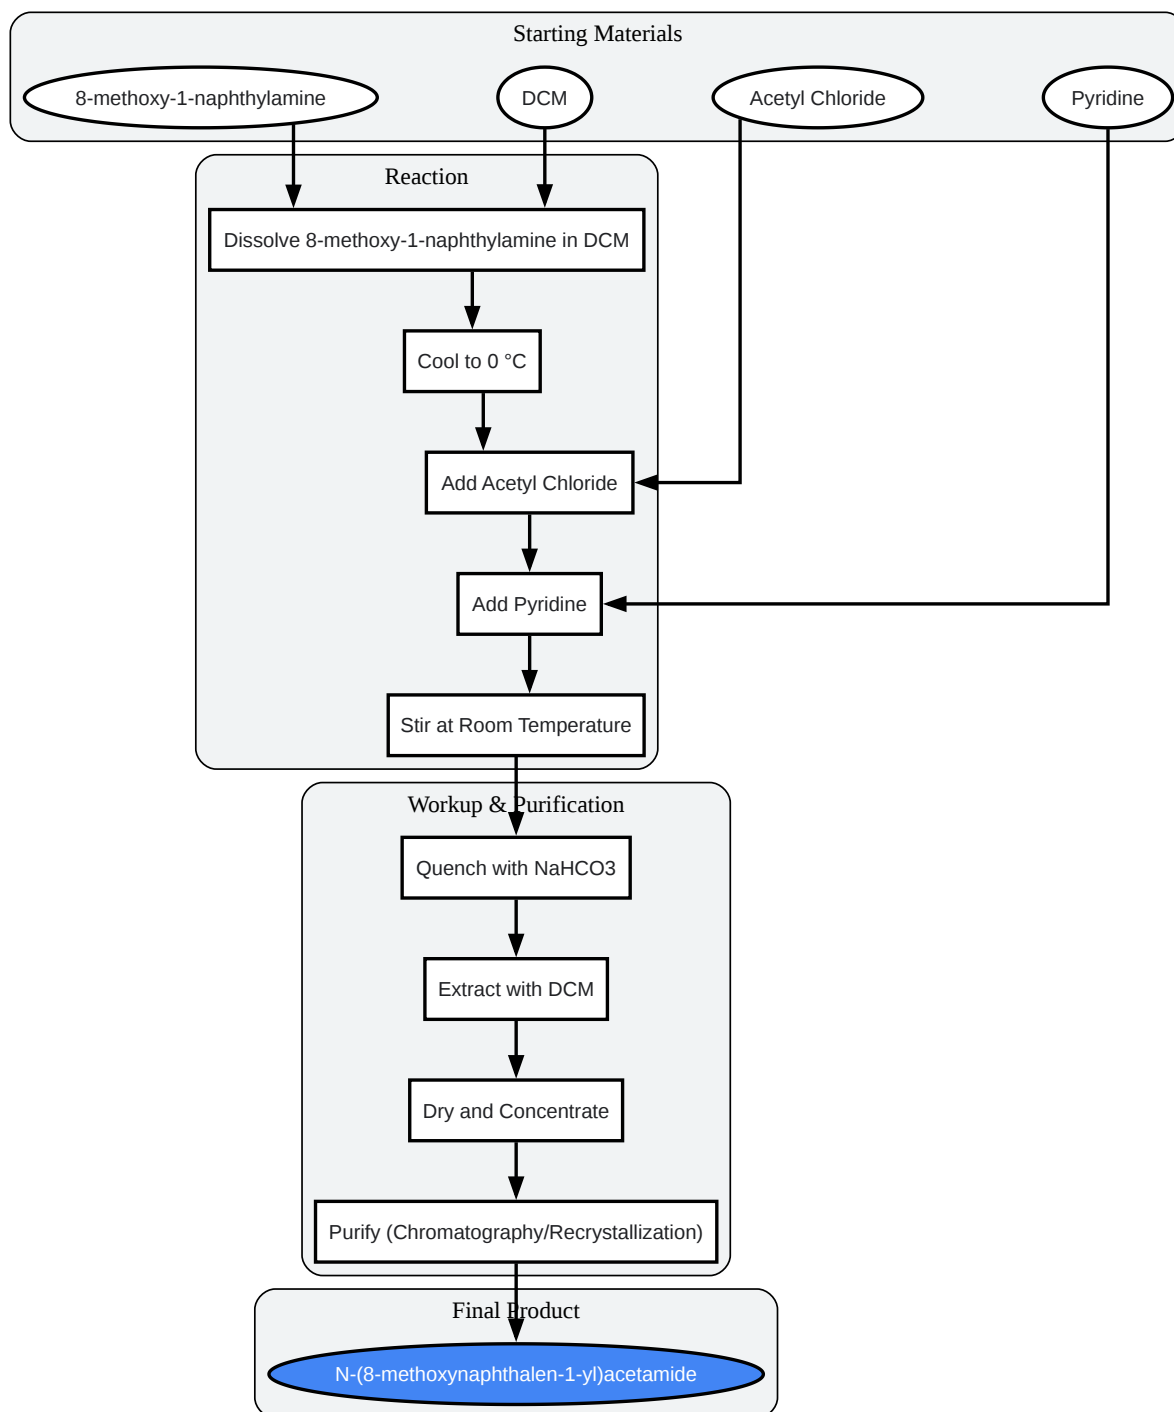 Starting Materials
8-methoxy-1-naphthylamine
DCM
Acetyl Chloride
Pyridine
Reaction
Dissolve 8-methoxy-1-naphthylamine in DCM
Cool to 0 °C
Add Acetyl Chloride
Add Pyridine
Stir at Room Temperature
Workup & Purification
Quench with NaHCO3
Extract with DCM
Dry and Concentrate
Purify (Chromatography/Recrystallization)
Final Product
N-(8-methoxynaphthalen-1-yl)acetamide